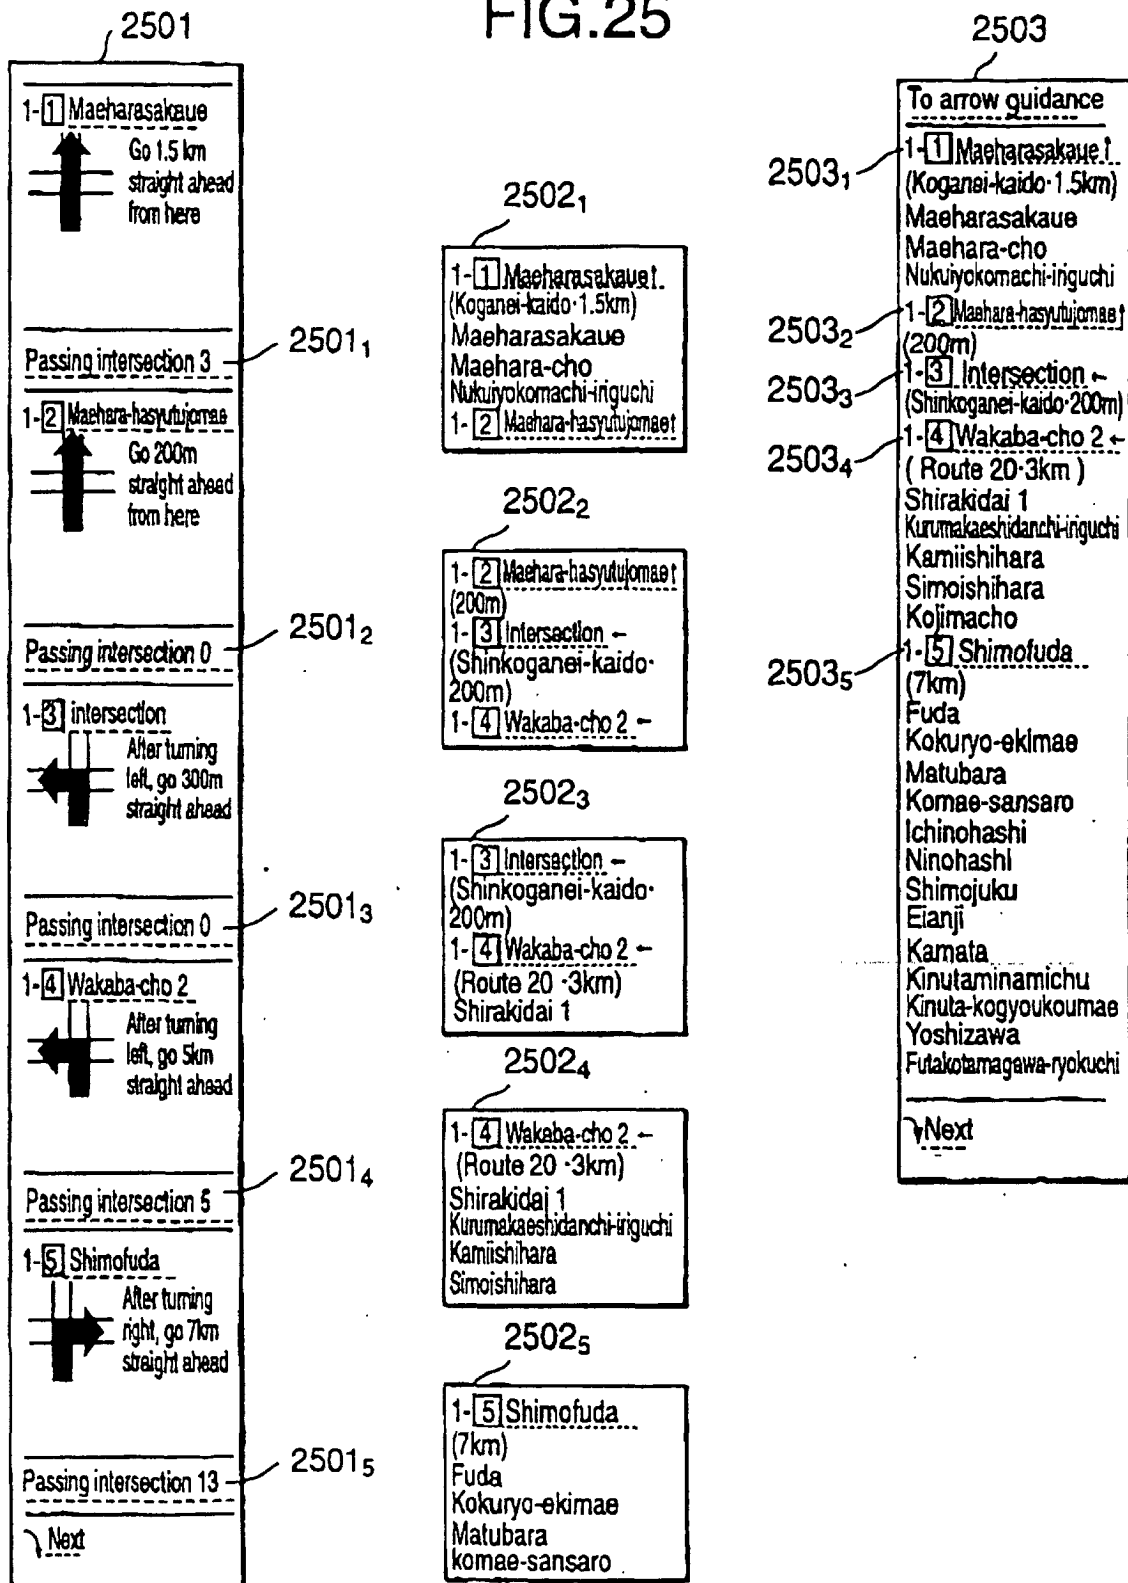 FIG.25
2501
1-1 Maeharasakaue
Go 1.5 km
straight ahead
from here
Passing intersection 3
2501₁
1-2 Maehara-hasyutujomae
Go 200m
straight ahead
from here
Passing intersection 0
2501₂
1-3 intersection
After turning
left, go 300m
straight ahead
Passing intersection 0
2501₃
1-4 Wakaba-cho 2
After turning
left, go 5km
straight ahead
Passing intersection 5
2501₄
1-5 Shimofuda
After turning
right, go 7km
straight ahead
Passing intersection 13
2501₅
Next
2502₁
1-1 Maeharasakaue↑
(Koganei-kaido·1.5km)
Maeharasakaue
Maehara-cho
Nukuiyokomachi-iriguchi
1-2 Maehara-hasyutujomae↑
2502₂
1-2 Maehara-hasyutujomae↑
(200m)
1-3 Intersection ←
(Shinkoganei-kaido·
200m)
1-4 Wakaba-cho 2 ←
2502₃
1-3 Intersection ←
(Shinkoganei-kaido·
200m)
1-4 Wakaba-cho 2 ←
(Route 20 ·3km)
Shirakidai 1
2502₄
1-4 Wakaba-cho 2 ←
(Route 20 ·3km)
Shirakidai 1
Kurumakaeshidanchi-iriguchi
Kamiishihara
Simoishihara
2502₅
1-5 Shimofuda
(7km)
Fuda
Kokuryo-ekimae
Matubara
komae-sansaro
2503
To arrow guidance
2503₁
1-1 Maeharasakaue↑
(Koganei-kaido·1.5km)
Maeharasakaue
Maehara-cho
Nukuiyokomachi-iriguchi
2503₂
1-2 Maehara-hasyutujomae↑
(200m)
2503₃
1-3 Intersection ←
(Shinkoganei-kaido·200m)
2503₄
1-4 Wakaba-cho 2 ←
( Route 20·3km )
Shirakidai 1
Kurumakaeshidanchi-iriguchi
Kamiishihara
Simoishihara
Kojimacho
2503₅
1-5 Shimofuda
(7km)
Fuda
Kokuryo-ekimae
Matubara
Komae-sansaro
Ichinohashi
Ninohashi
Shimojuku
Eianji
Kamata
Kinutaminamichu
Kinuta-kogyoukoumae
Yoshizawa
Futakotamagawa-ryokuchi
Next